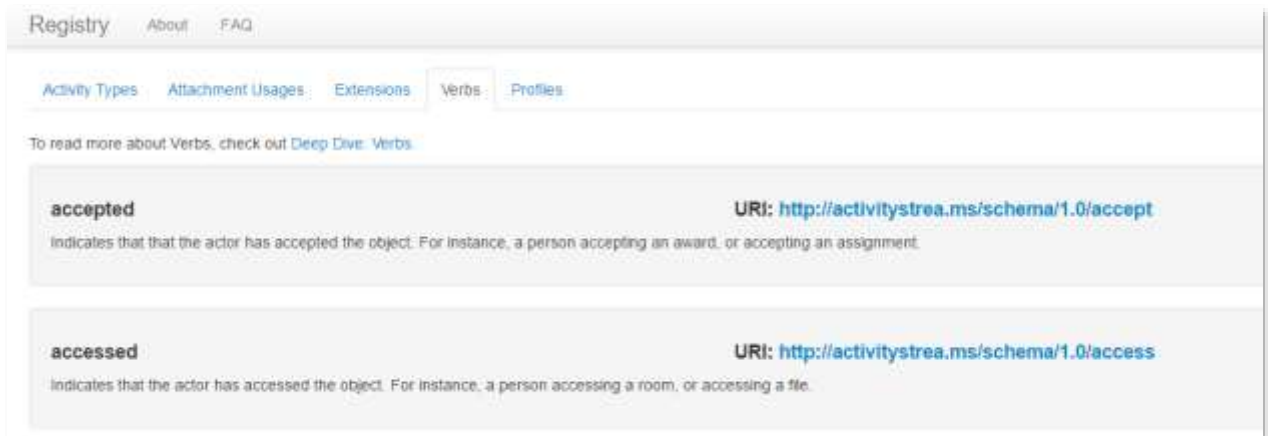 Registry About FAQ
Activity Types Attachment Usages Extensions Verbs Profiles
To read more about Verbs, check out Deep Dive: Verbs.
accepted URI: http://activitystrea.ms/schema/1.0/accept
Indicates that that the actor has accepted the object. For instance, a person accepting an award, or accepting an assignment.
accessed URI: http://activitystrea.ms/schema/1.0/access
Indicates that the actor has accessed the object. For instance, a person accessing a room, or accessing a file.